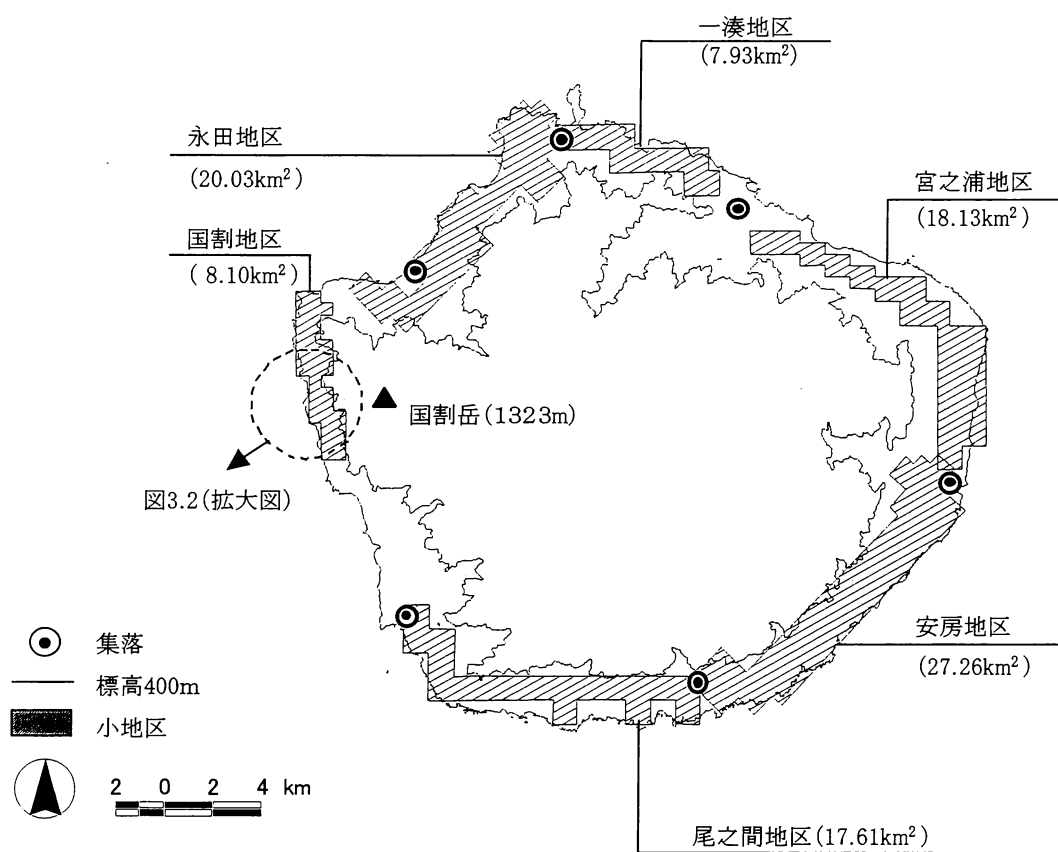 一湊地区
(7.93km²)
永田地区
(20.03km²)
宮之浦地区
(18.13km²)
国割地区
( 8.10km²)
国割岳(1323m)
図3.2(拡大図)
安房地区
(27.26km²)
集落
標高400m
小地区
2 0 2 4 km
尾之間地区(17.61km²)